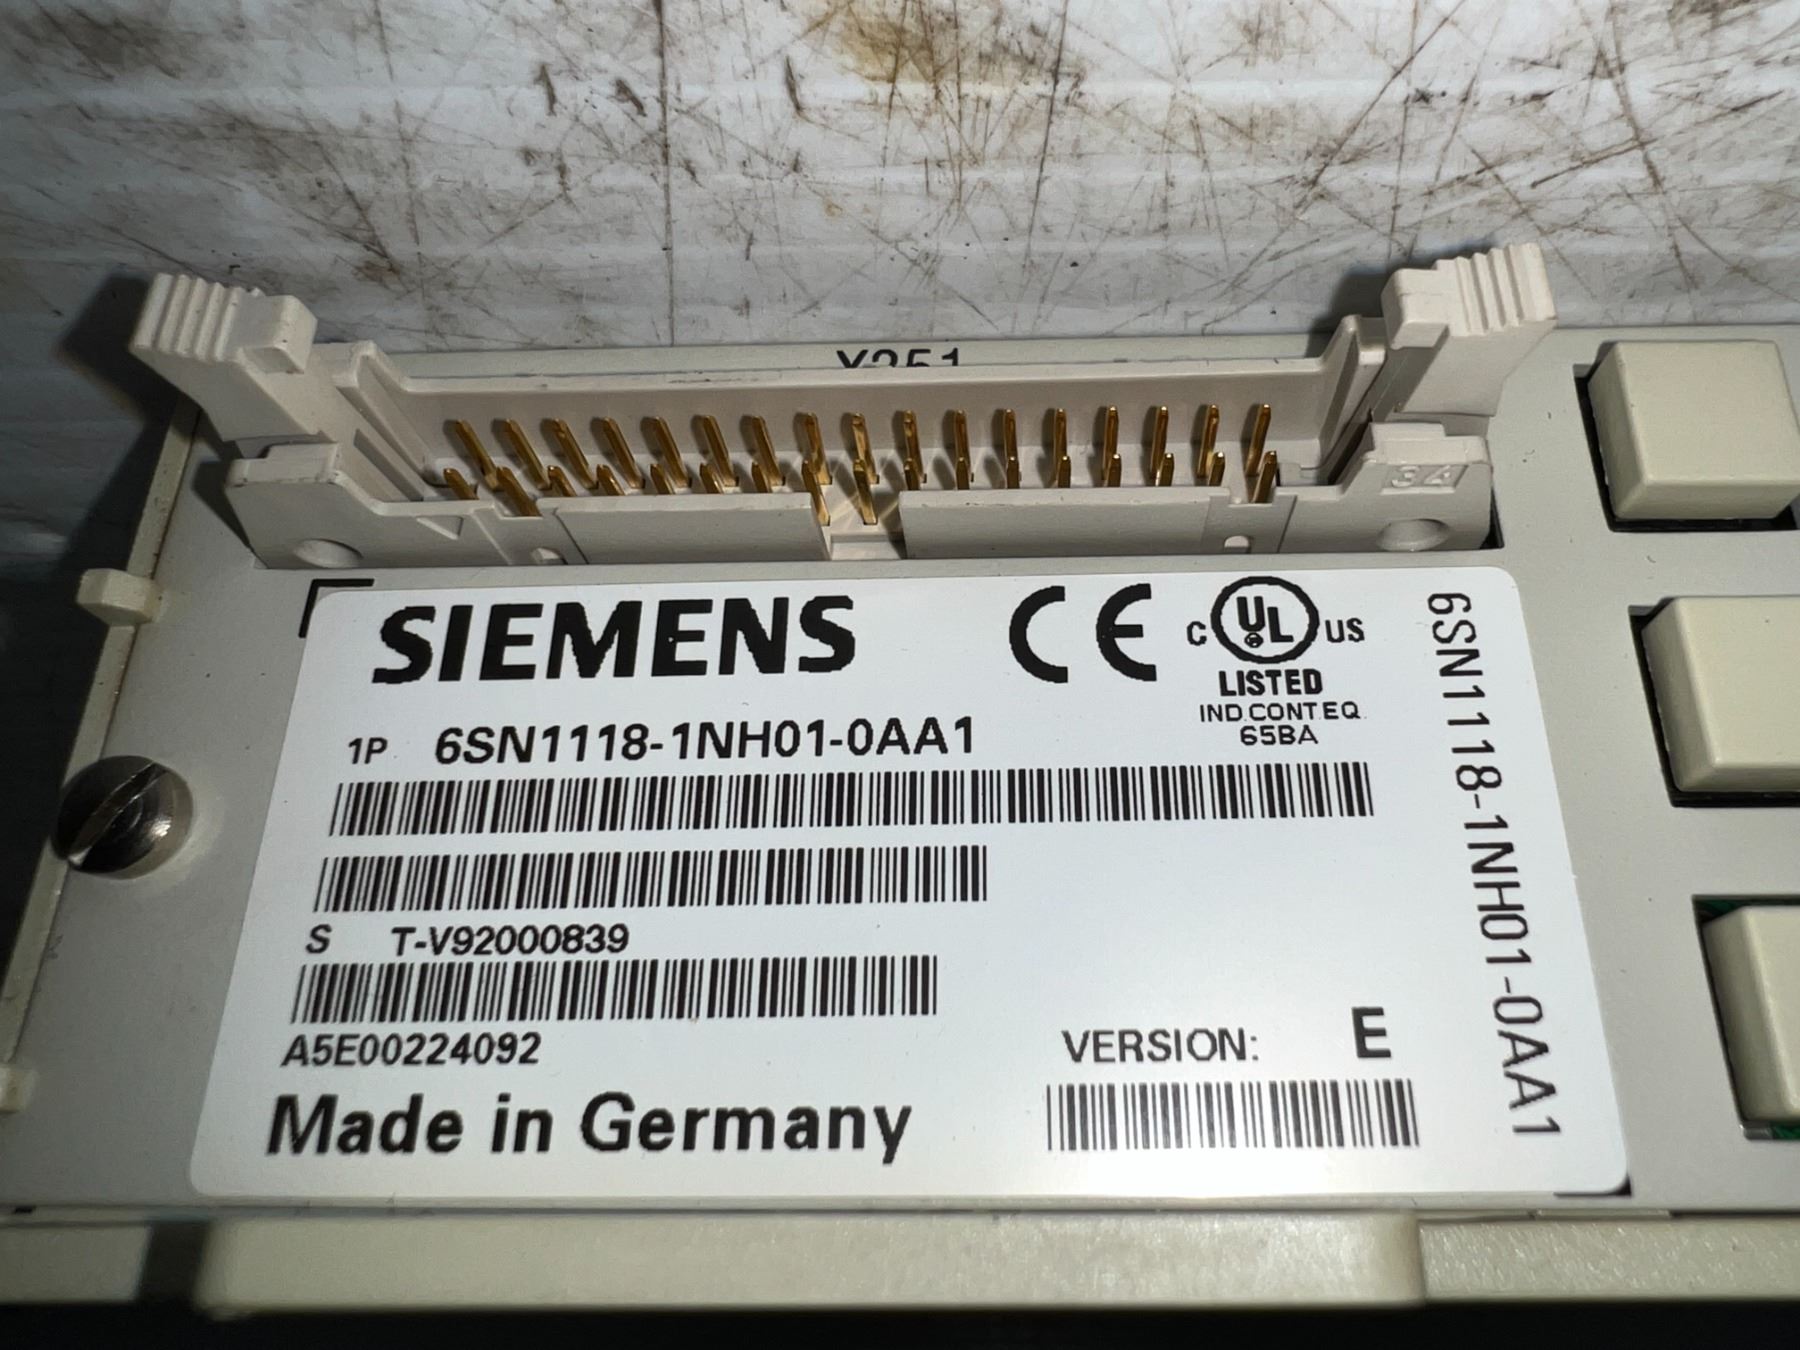 X351
34
SIEMENS
CE
C UL US
LISTED
IND.CONT.EQ.
65BA
1P 6SN1118-1NH01-0AA1
S T-V92000839
A5E00224092
VERSION: E
Made in Germany
6SN1118-1NH01-0AA1